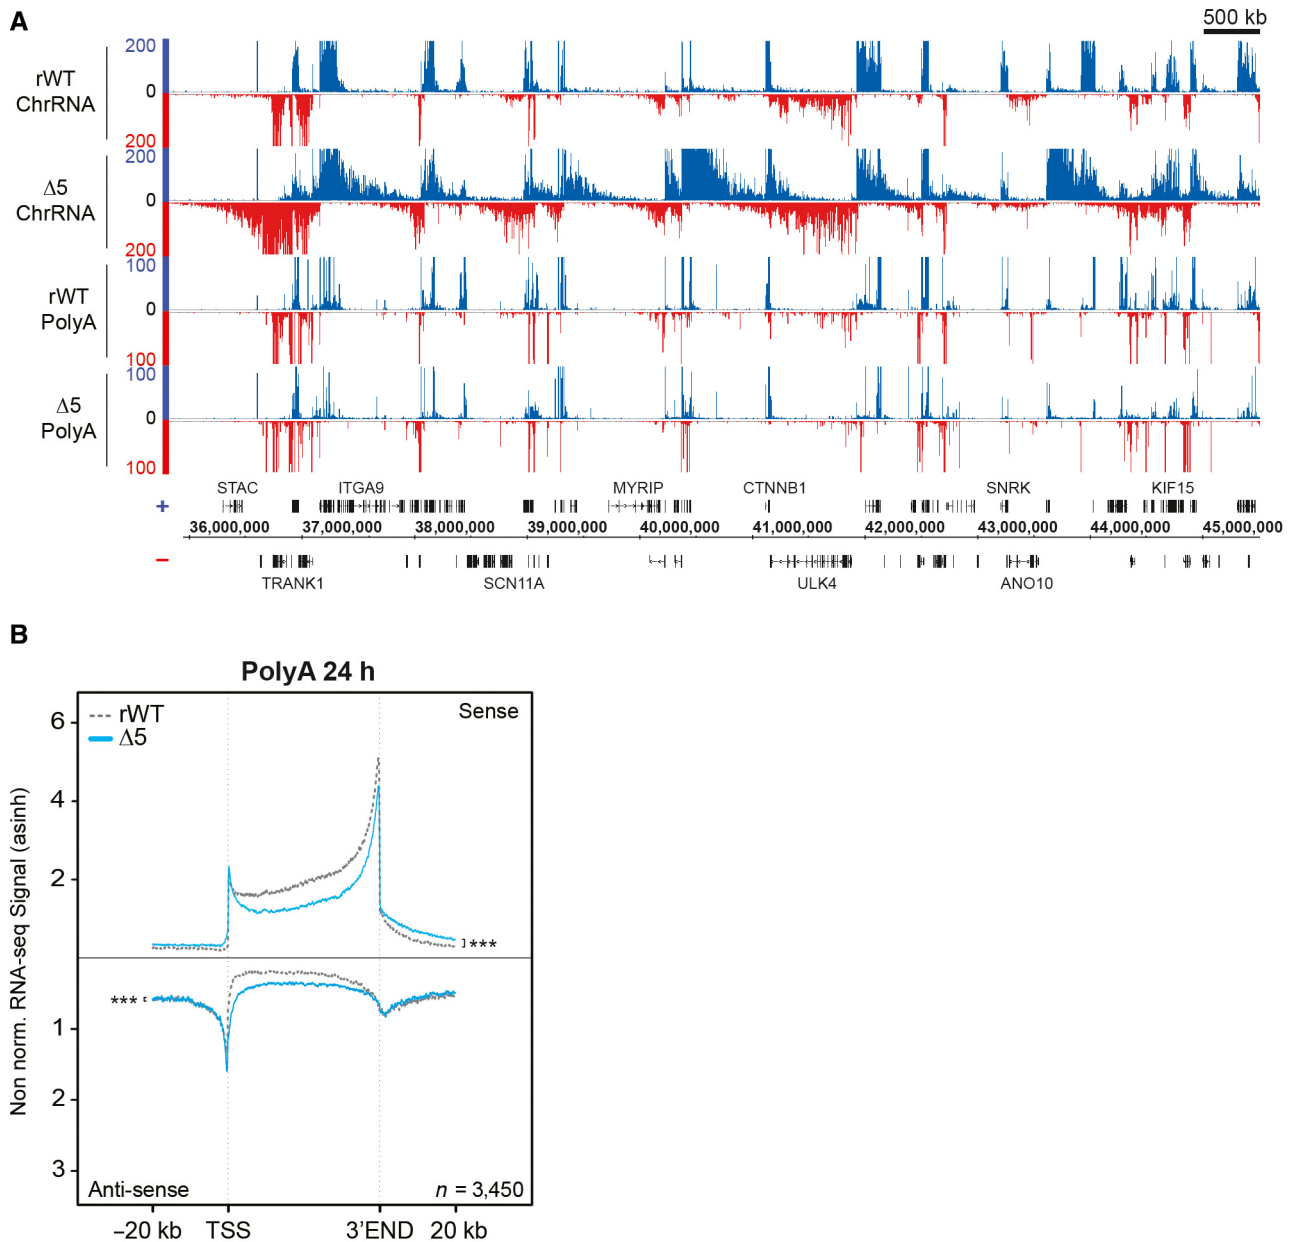 A
500 kb
rWT
ChrRNA
200
0
200
Δ5
ChrRNA
200
0
200
rWT
PolyA
100
0
100
Δ5
PolyA
100
0
100
STAC ITGA9 MYRIP CTNNB1 SNRK KIF15
+
36,000,000 37,000,000 38,000,000 39,000,000 40,000,000 41,000,000 42,000,000 43,000,000 44,000,000 45,000,000
−
TRANK1 SCN11A ULK4 ANO10
B
PolyA 24 h
rWT
Δ5
Sense
Non norm. RNA-seq Signal (asinh)
6
4
2
***
***
1
2
3
Anti-sense
n = 3,450
−20 kb TSS 3’END 20 kb